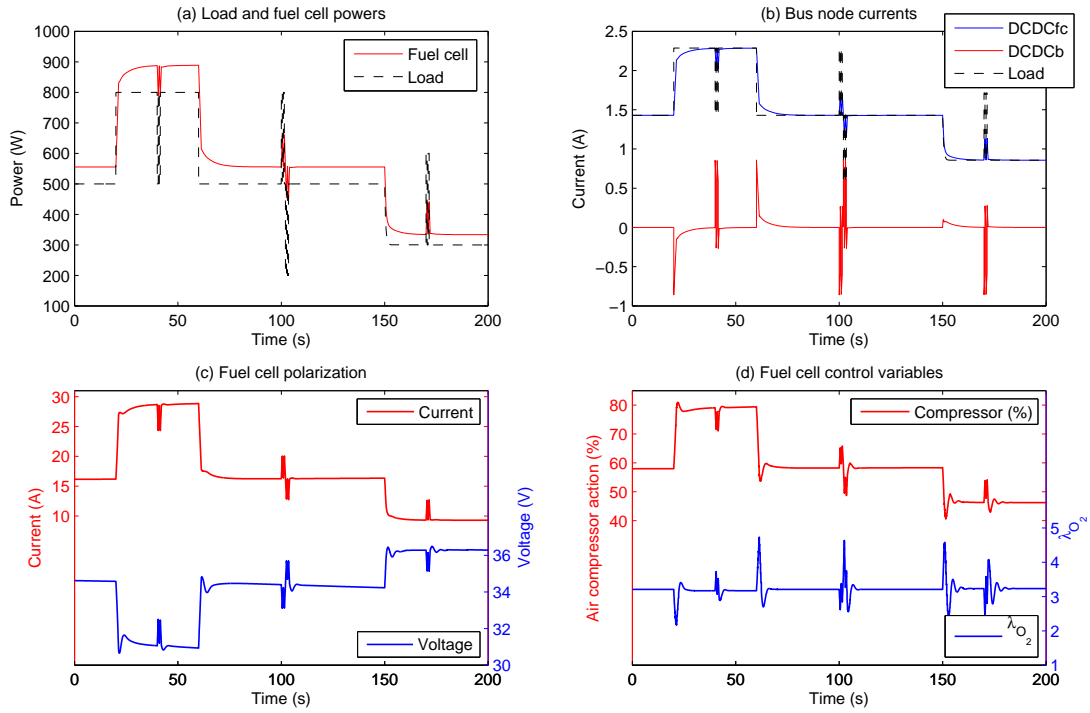 (a) Load and fuel cell powers
1000
900
800
700
600
500
400
300
200
100
Power (W)
Fuel cell
Load
0
50
100
150
200
Time (s)
(b) Bus node currents
2.5
2
1.5
1
0.5
0
−0.5
−1
Current (A)
DCDCfc
DCDCb
Load
0
50
100
150
200
Time (s)
(c) Fuel cell polarization
30
25
20
15
10
Current (A)
Current
36
34
32
30
Voltage (V)
Voltage
0
50
100
150
200
Time (s)
(d) Fuel cell control variables
80
70
60
50
40
Air compressor action (%)
Compressor (%)
5
4
3
2
1
λO2
λO2
0
50
100
150
200
Time (s)